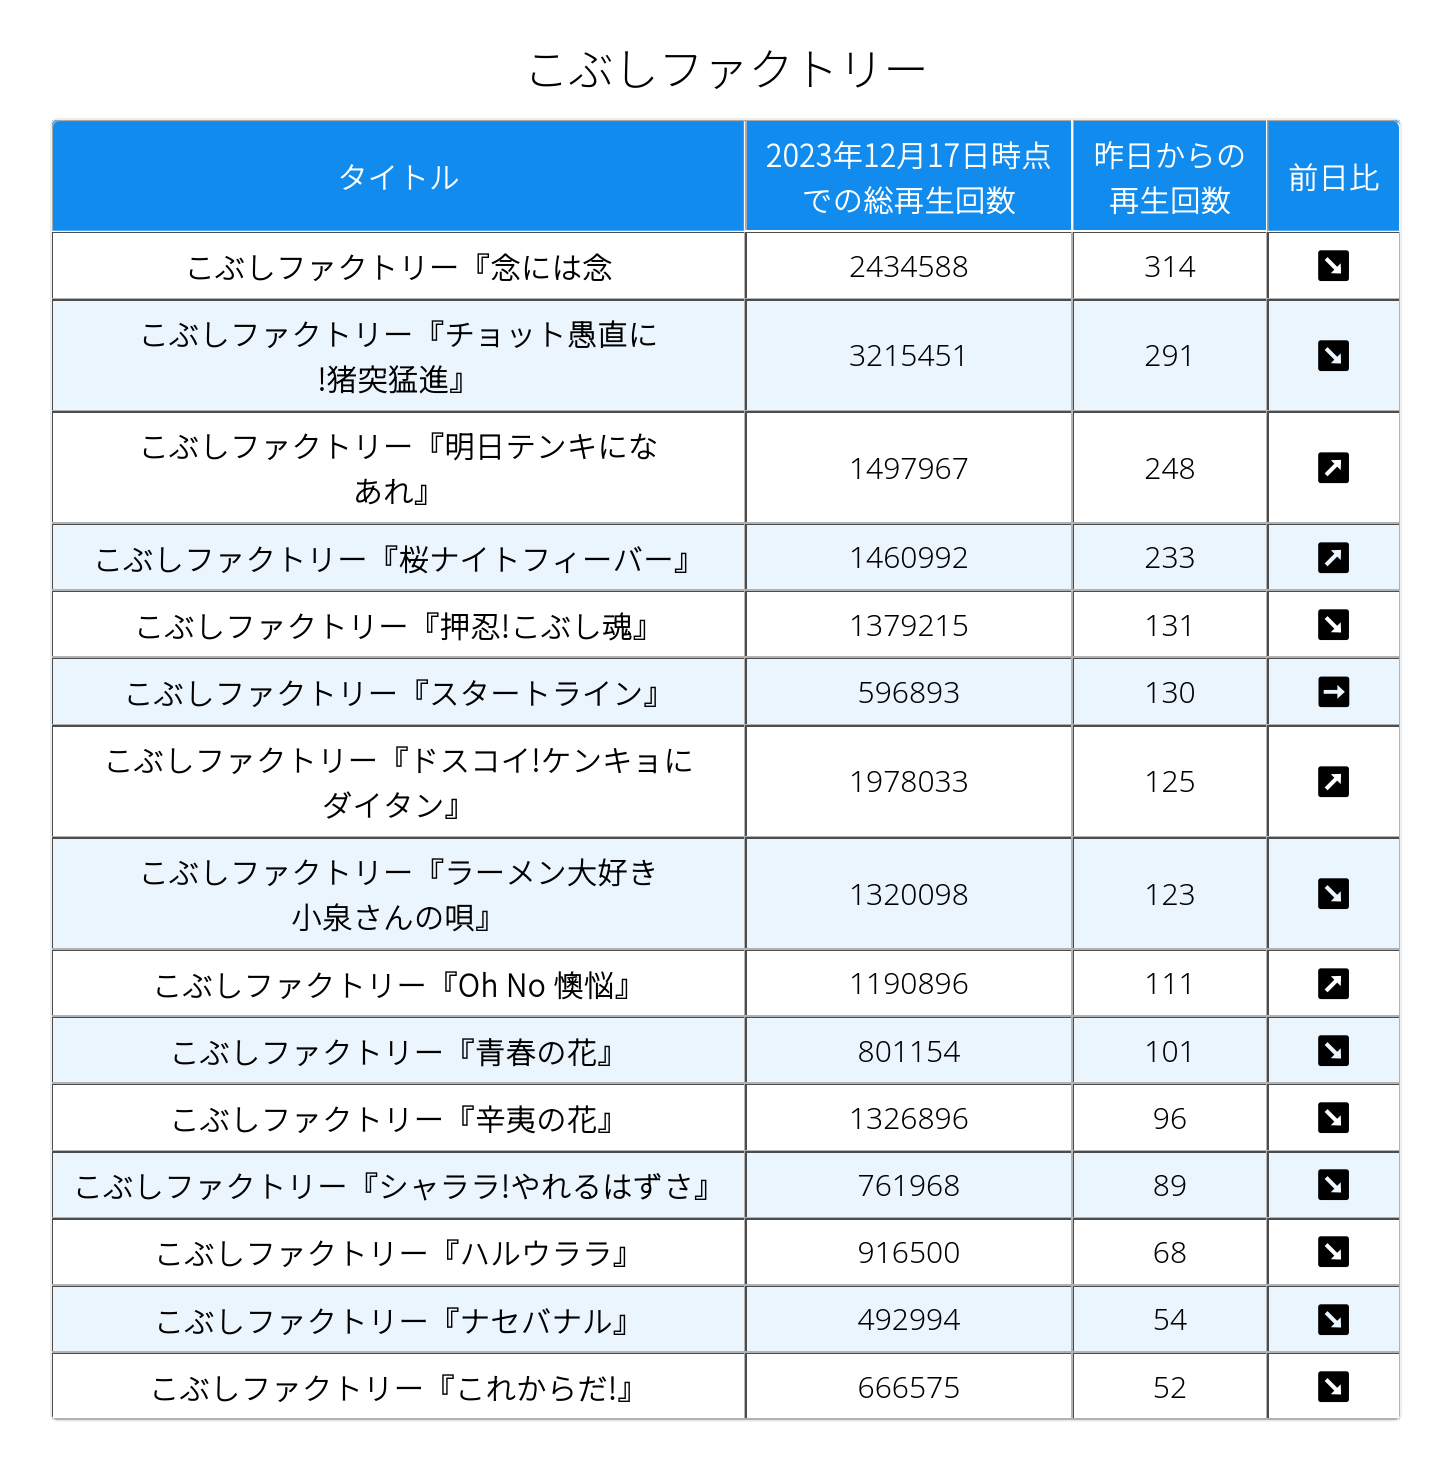 こぶしファクトリー
タイトル
2023年12月17日時点
での総再生回数
昨日からの
再生回数
前日比
こぶしファクトリー『念には念
2434588
314
こぶしファクトリー『チョット愚直に
!猪突猛進』
3215451
291
こぶしファクトリー『明日テンキにな
あれ』
1497967
248
こぶしファクトリー『桜ナイトフィーバー』
1460992
233
こぶしファクトリー『押忍!こぶし魂』
1379215
131
こぶしファクトリー『スタートライン』
596893
130
こぶしファクトリー『ドスコイ!ケンキョに
ダイタン』
1978033
125
こぶしファクトリー『ラーメン大好き
小泉さんの唄』
1320098
123
こぶしファクトリー『Oh No 懊悩』
1190896
111
こぶしファクトリー『青春の花』
801154
101
こぶしファクトリー『辛夷の花』
1326896
96
こぶしファクトリー『シャララ!やれるはずさ』
761968
89
こぶしファクトリー『ハルウララ』
916500
68
こぶしファクトリー『ナセバナル』
492994
54
こぶしファクトリー『これからだ!』
666575
52